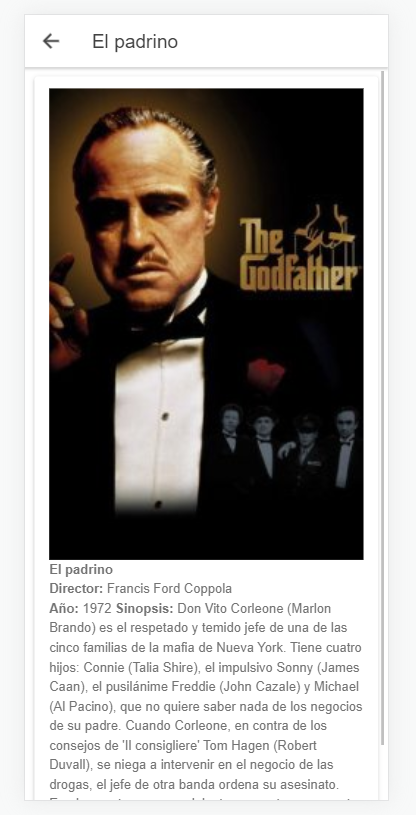 El padrino
The
Godfather
El padrino
Director: Francis Ford Coppola
Año: 1972 Sinopsis: Don Vito Corleone (Marlon
Brando) es el respetado y temido jefe de una de las
cinco familias de la mafia de Nueva York. Tiene cuatro
hijos: Connie (Talia Shire), el impulsivo Sonny (James
Caan), el pusilánime Freddie (John Cazale) y Michael
(Al Pacino), que no quiere saber nada de los negocios
de su padre. Cuando Corleone, en contra de los
consejos de 'Il consigliere' Tom Hagen (Robert
Duvall), se niega a intervenir en el negocio de las
drogas, el jefe de otra banda ordena su asesinato.